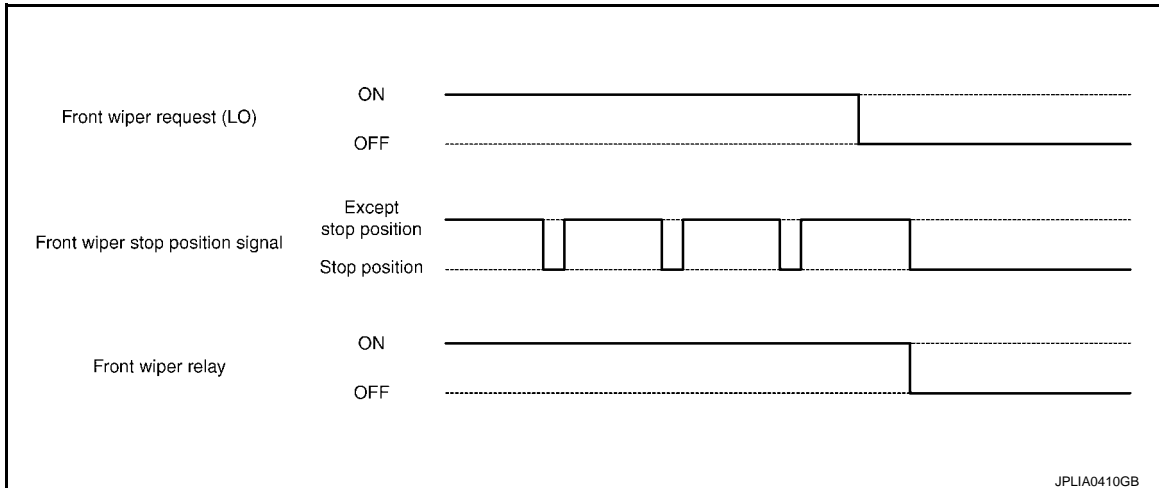 ON
Front wiper request (LO)
OFF
Except
stop position
Front wiper stop position signal
Stop position
ON
Front wiper relay
OFF
JPLIA0410GB